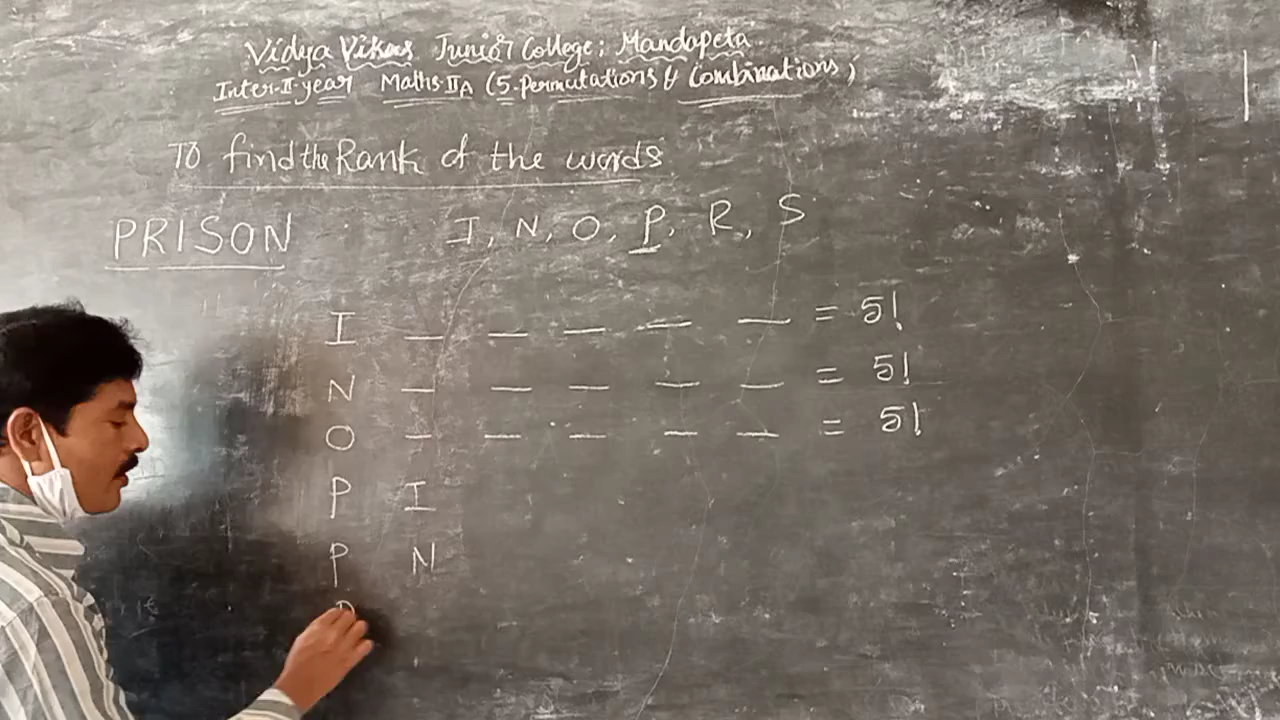 Vidya Vikas Junior College; Mandapeta
Inter-II-year Maths-IIA (5-Permutations & Combinations)
To find the Rank of the words
PRISON I, N, O, P, R, S
I _ _ _ _ _ = 5!
N _ _ _ _ _ = 5!
O _ _ _ _ _ = 5!
P I
P N
P